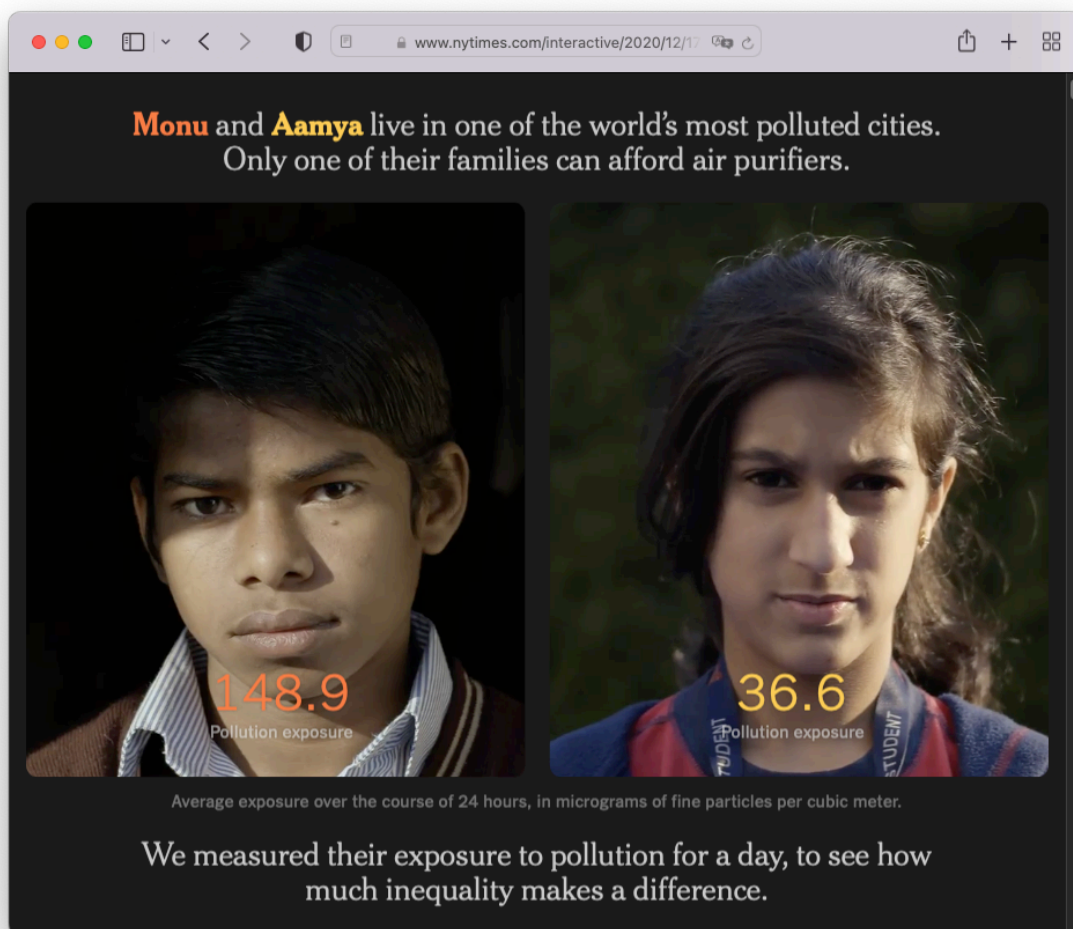 www.nytimes.com/interactive/2020/12/17
Monu and Aamya live in one of the world’s most polluted cities.
Only one of their families can afford air purifiers.
148.9
Pollution exposure
36.6
Pollution exposure
STUDENT
STUDENT
Average exposure over the course of 24 hours, in micrograms of fine particles per cubic meter.
We measured their exposure to pollution for a day, to see how
much inequality makes a difference.